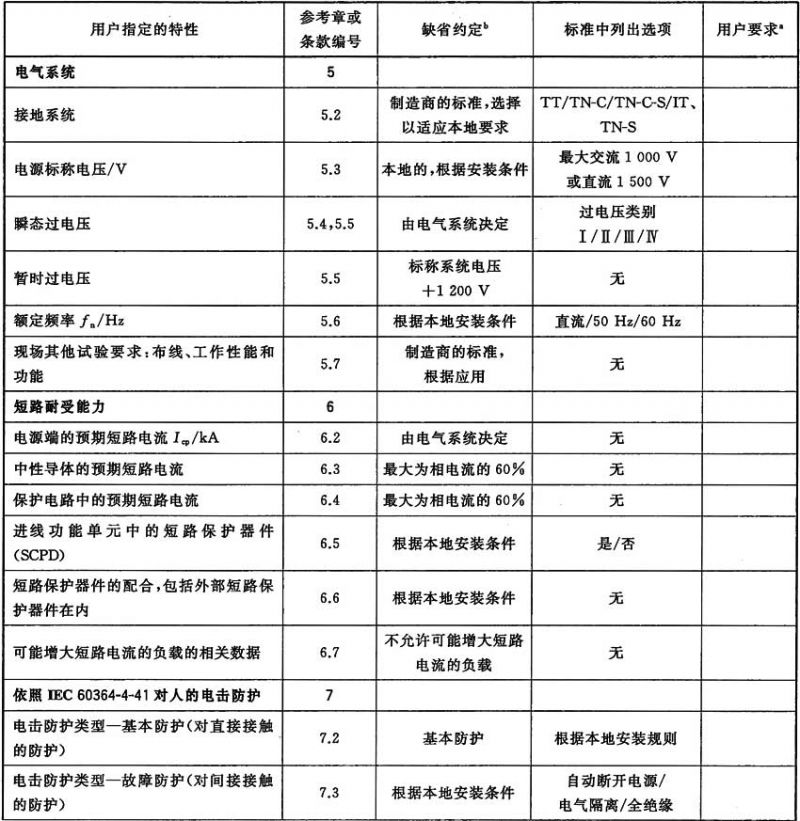 用户指定的特性 参考章或条款编号 缺省约定ᵇ 标准中列出选项 用户要求ᵃ
电气系统 5
接地系统 5.2 制造商的标准,选择以适应本地要求 TT/TN-C/TN-C-S/IT、TN-S
电源标称电压/V 5.3 本地的,根据安装条件 最大交流 1 000 V 或直流 1 500 V
瞬态过电压 5.4,5.5 由电气系统决定 过电压类别 Ⅰ/Ⅱ/Ⅲ/Ⅳ
暂时过电压 5.5 标称系统电压+1 200 V 无
额定频率 fₙ/Hz 5.6 根据本地安装条件 直流/50 Hz/60 Hz
现场其他试验要求:布线、工作性能和功能 5.7 制造商的标准,根据应用 无
短路耐受能力 6
电源端的预期短路电流 Icp/kA 6.2 由电气系统决定 无
中性导体的预期短路电流 6.3 最大为相电流的 60% 无
保护电路中的预期短路电流 6.4 最大为相电流的 60% 无
进线功能单元中的短路保护器件(SCPD) 6.5 根据本地安装条件 是/否
短路保护器件的配合,包括外部短路保护器件在内 6.6 根据本地安装条件 无
可能增大短路电流的负载的相关数据 6.7 不允许可能增大短路电流的负载 无
依照 IEC 60364-4-41 对人的电击防护 7
电击防护类型—基本防护(对直接接触的防护) 7.2 基本防护 根据本地安装规则
电击防护类型—故障防护(对间接接触的防护) 7.3 根据本地安装条件 自动断开电源/电气隔离/全绝缘